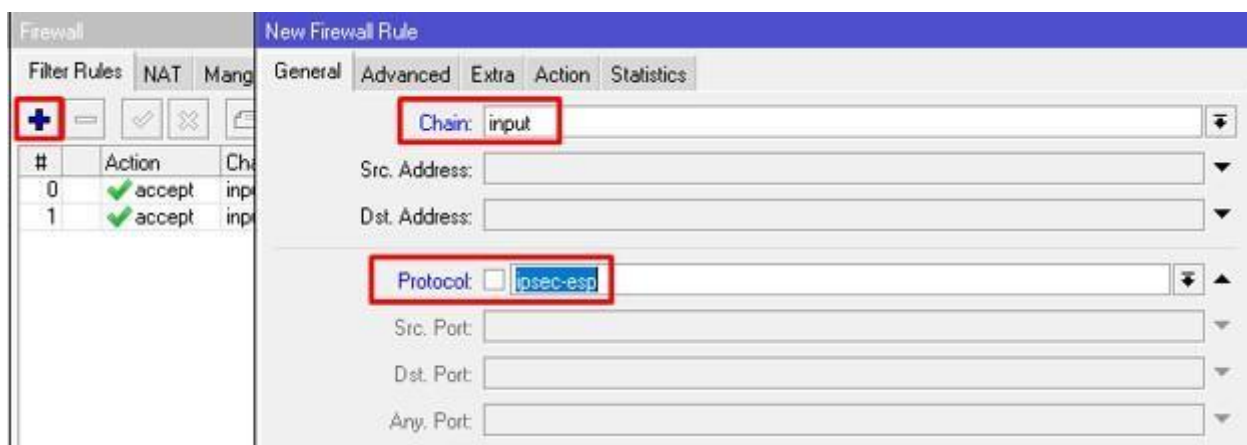 Firewall
New Firewall Rule
Filter Rules NAT Mang
General Advanced Extra Action Statistics
Chain: input
# Action Cha
0 accept inp
1 accept inp
Src. Address:
Dst. Address:
Protocol: ipsec-esp
Src. Port:
Dst. Port:
Any. Port: